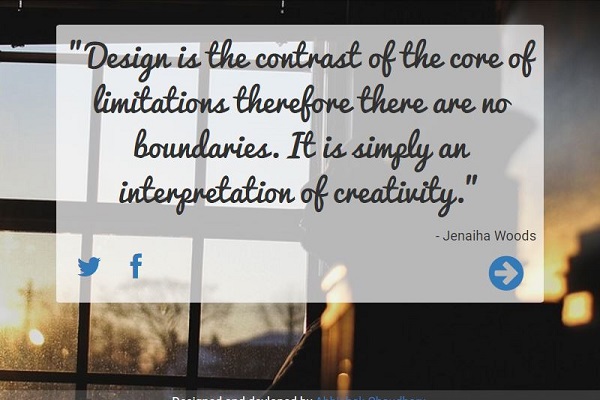 "Design is the contrast of the core of
limitations therefore there are no
boundaries. It is simply an
interpretation of creativity."
- Jenaiha Woods
Designed and devloped by